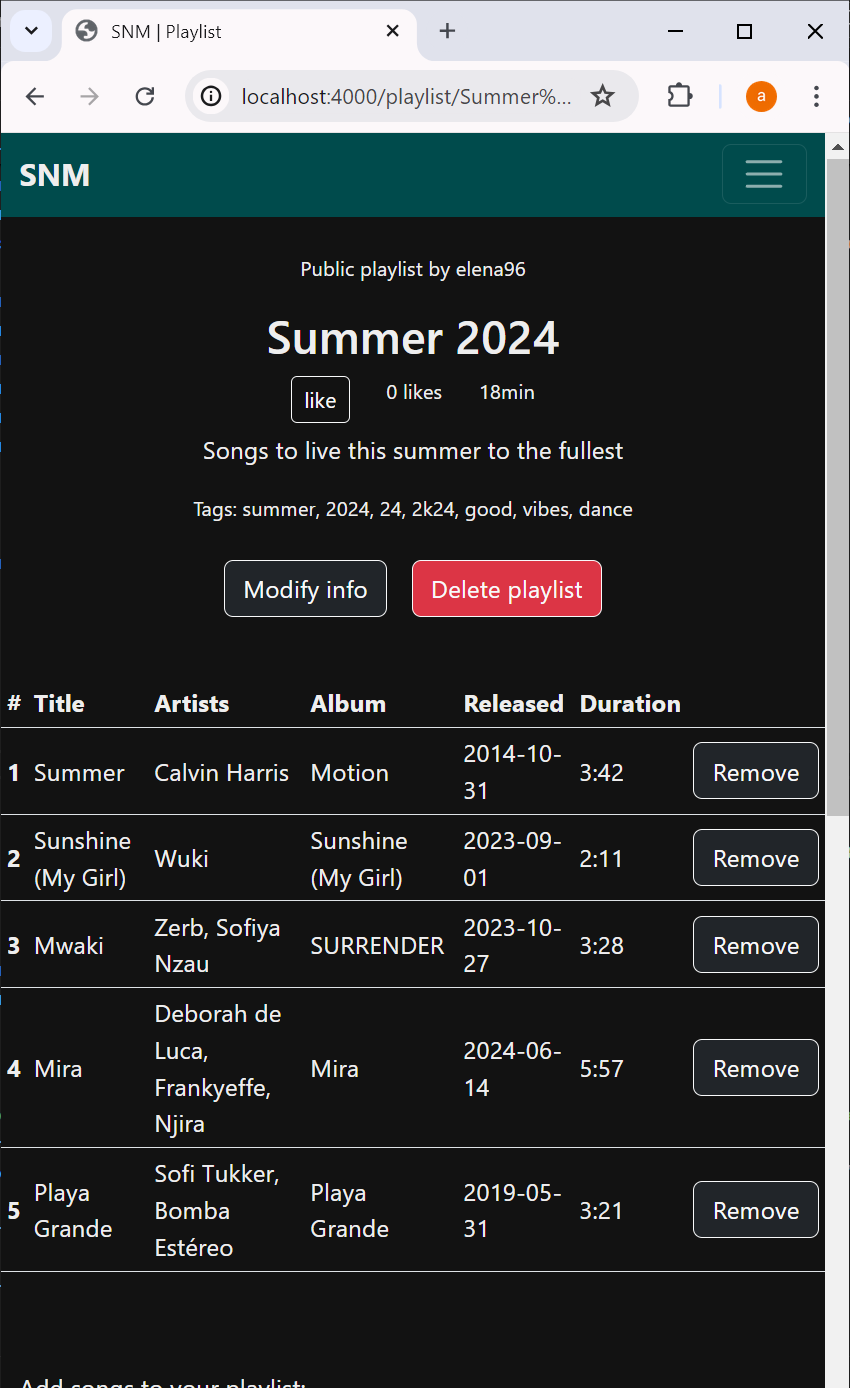 SNM | Playlist
localhost:4000/playlist/Summer%...
a
SNM
Public playlist by elena96
Summer 2024
like 0 likes 18min
Songs to live this summer to the fullest
Tags: summer, 2024, 24, 2k24, good, vibes, dance
Modify info Delete playlist
# Title Artists Album Released Duration
1 Summer Calvin Harris Motion 2014-10-
31 3:42 Remove
2 Sunshine
(My Girl) Wuki Sunshine
(My Girl) 2023-09-
01 2:11 Remove
3 Mwaki Zerb, Sofiya
Nzau SURRENDER 2023-10-
27 3:28 Remove
4 Mira Deborah de
Luca,
Frankyeffe,
Njira Mira 2024-06-
14 5:57 Remove
5 Playa
Grande Sofi Tukker,
Bomba
Estéreo Playa
Grande 2019-05-
31 3:21 Remove
Add songs to your playlist: